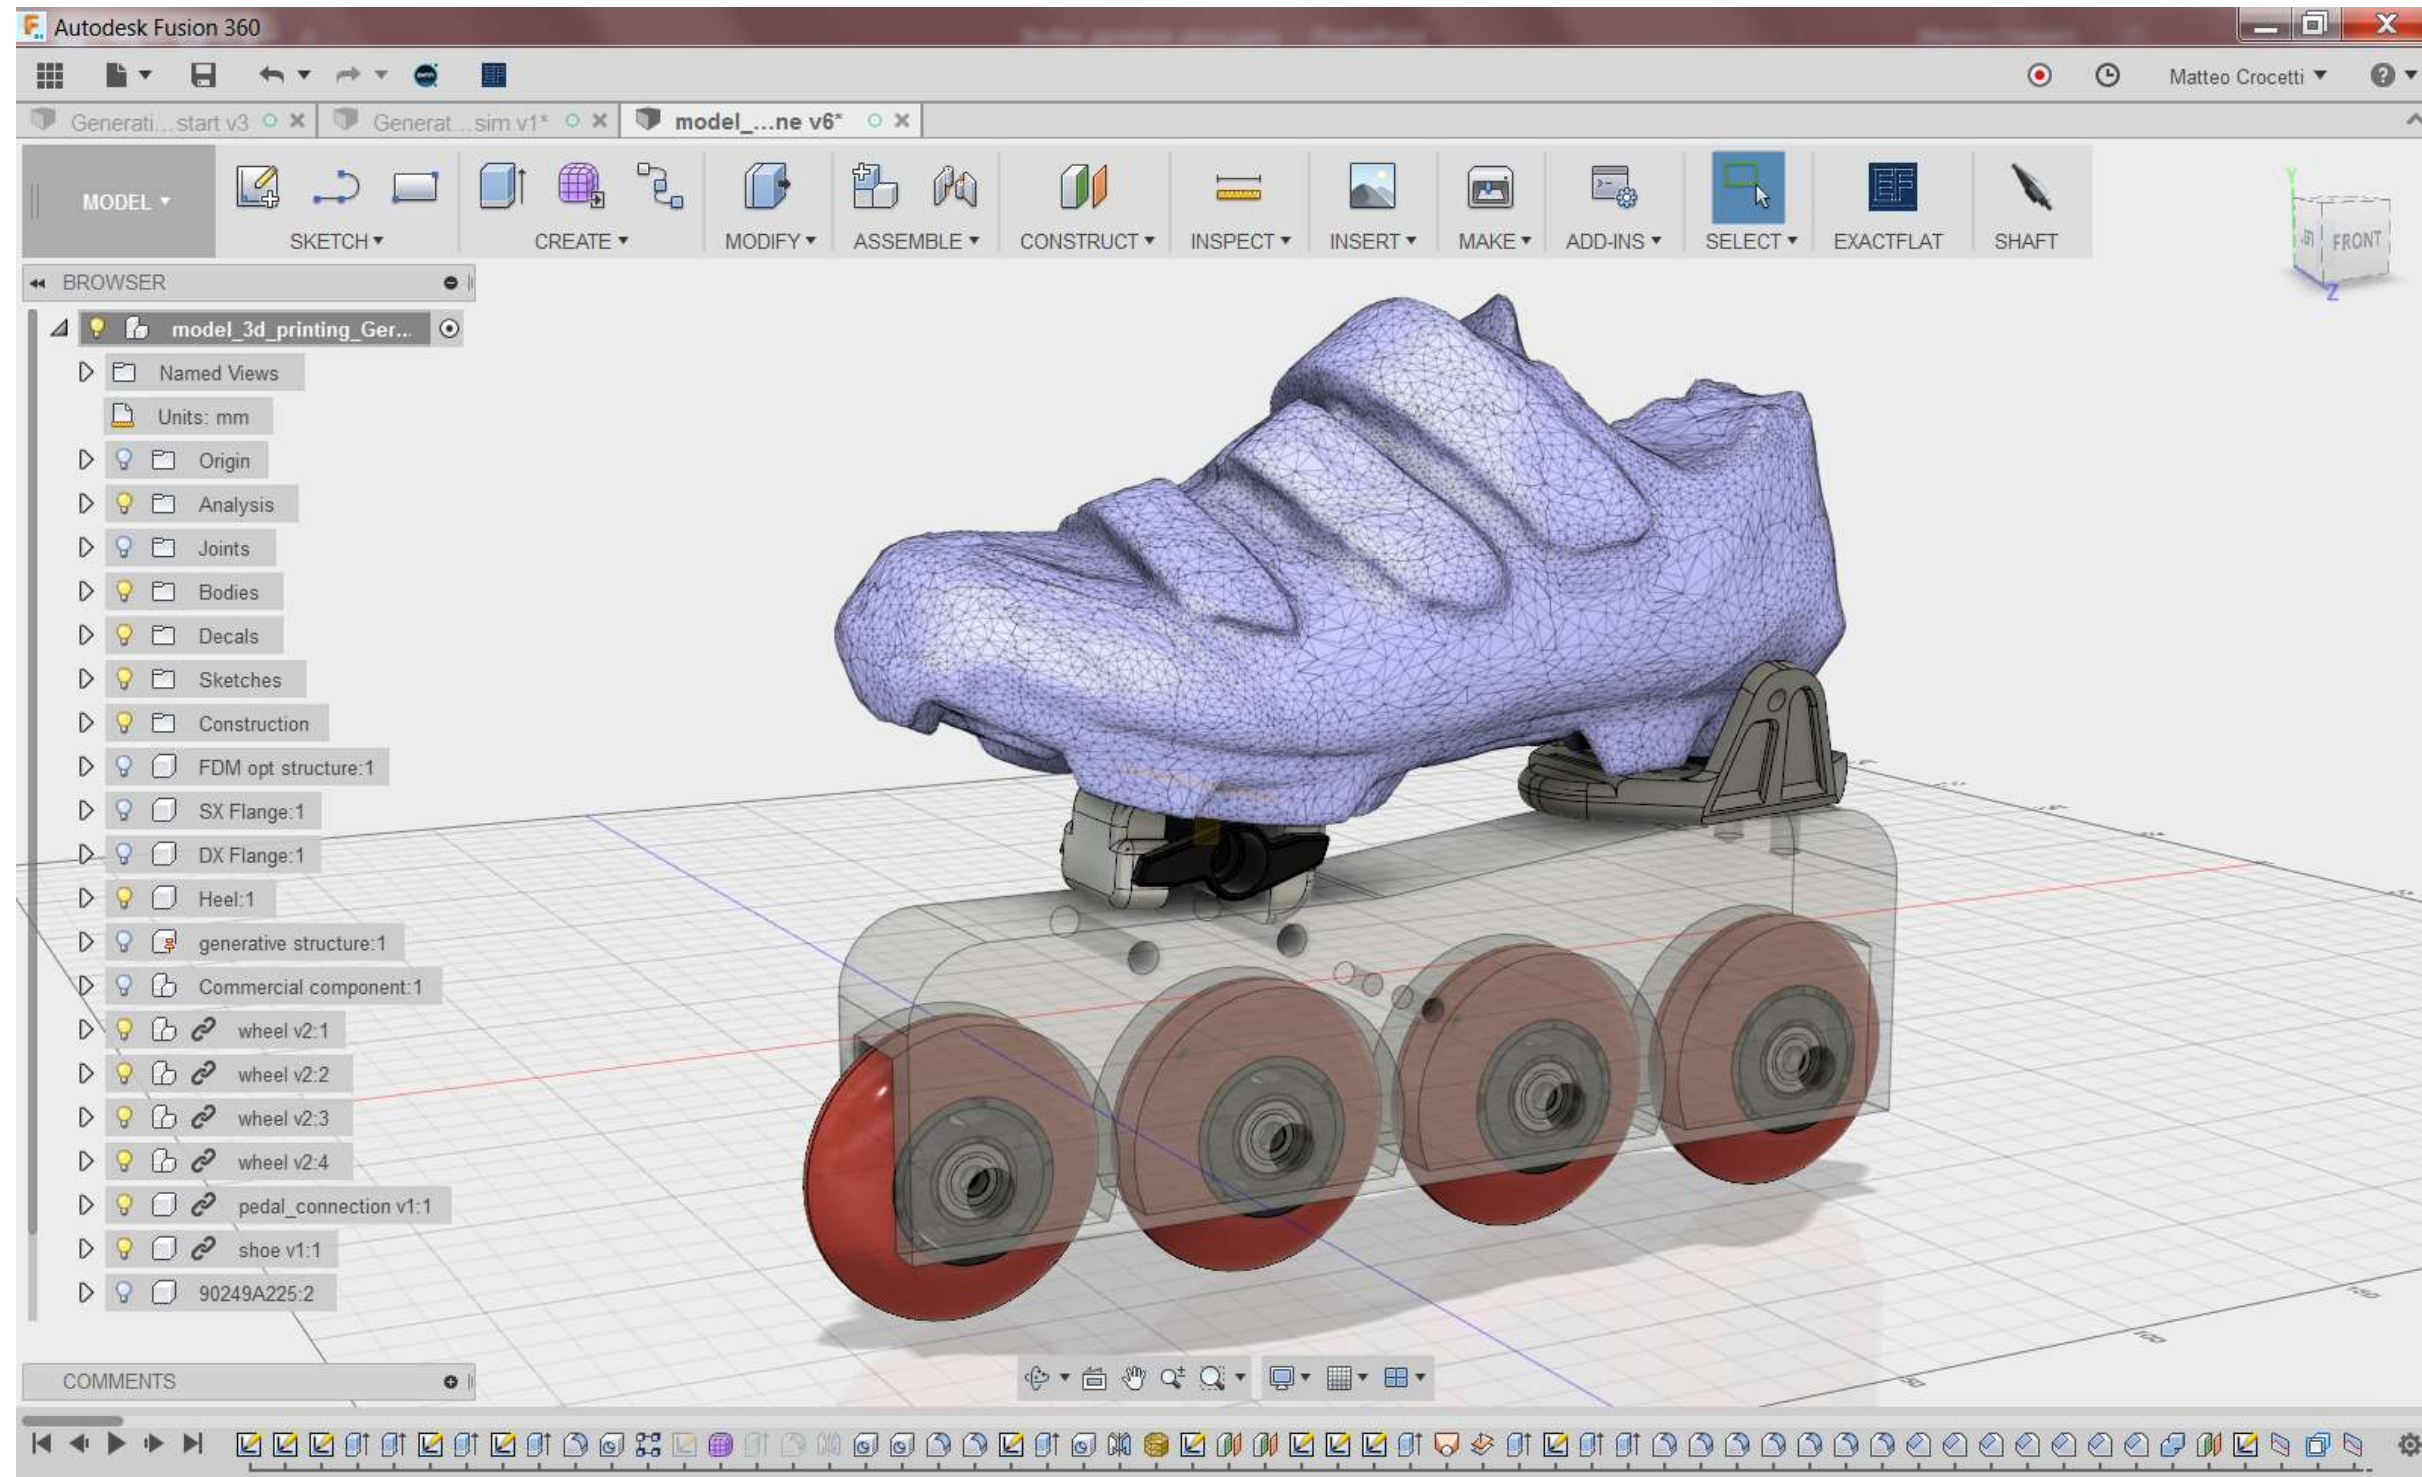 Autodesk Fusion 360
Matteo Crocetti
Generati...start v3
Generat...sim v1*
model_...ne v6*
MODEL
SKETCH
CREATE
MODIFY
ASSEMBLE
CONSTRUCT
INSPECT
INSERT
MAKE
ADD-INS
SELECT
EXACTFLAT
SHAFT
Y
FRONT
Z
BROWSER
model_3d_printing_Ger...
Named Views
Units: mm
Origin
Analysis
Joints
Bodies
Decals
Sketches
Construction
FDM opt structure:1
SX Flange:1
DX Flange:1
Heel:1
generative structure:1
Commercial component:1
wheel v2:1
wheel v2:2
wheel v2:3
wheel v2:4
pedal_connection v1:1
shoe v1:1
90249A225:2
150
100
50
COMMENTS